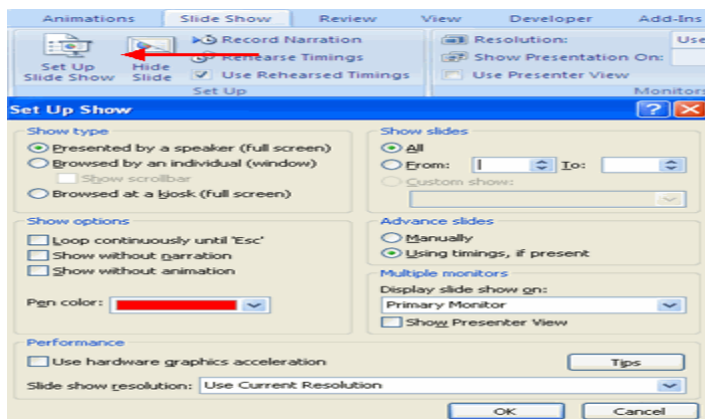 Animations Slide Show Review View Developer Add-Ins
Set Up Slide Show
Hide Slide
Record Narration
Rehearse Timings
Use Rehearsed Timings
Set Up
Resolution: Use
Show Presentation On:
Use Presenter View
Monitors
Set Up Show
Show type
Presented by a speaker (full screen)
Browsed by an individual (window)
Show scrollbar
Browsed at a kiosk (full screen)
Show slides
All
From: To:
Custom show:
Show options
Loop continuously until 'Esc'
Show without narration
Show without animation
Pen color:
Advance slides
Manually
Using timings, if present
Multiple monitors
Display slide show on:
Primary Monitor
Show Presenter View
Performance
Use hardware graphics acceleration
Tips
Slide show resolution: Use Current Resolution
OK Cancel